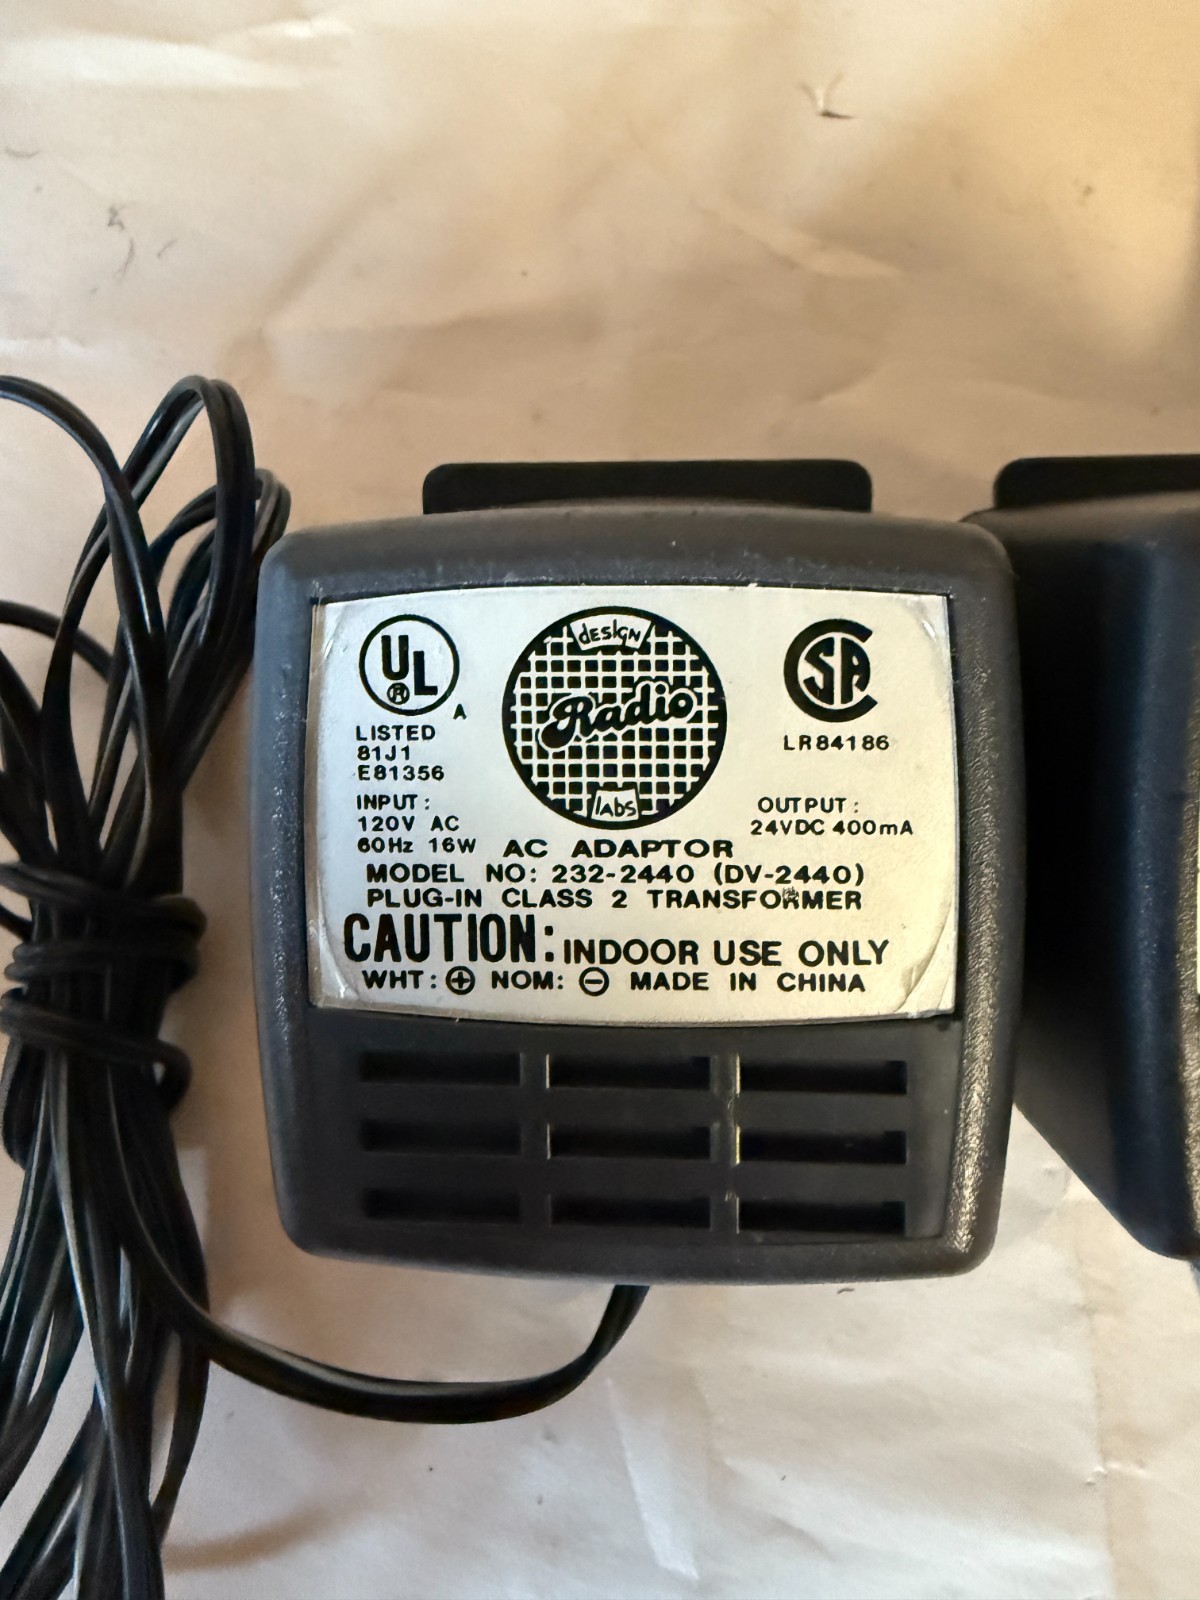 UL
®
A
LISTED
81J1
E81356
design
Radio
labs
SA
LR84186
INPUT:
120V AC
60Hz 16W
OUTPUT:
24VDC 400mA
AC ADAPTOR
MODEL NO: 232-2440 (DV-2440)
PLUG-IN CLASS 2 TRANSFORMER
CAUTION: INDOOR USE ONLY
WHT: ⊕ NOM: ⊖ MADE IN CHINA